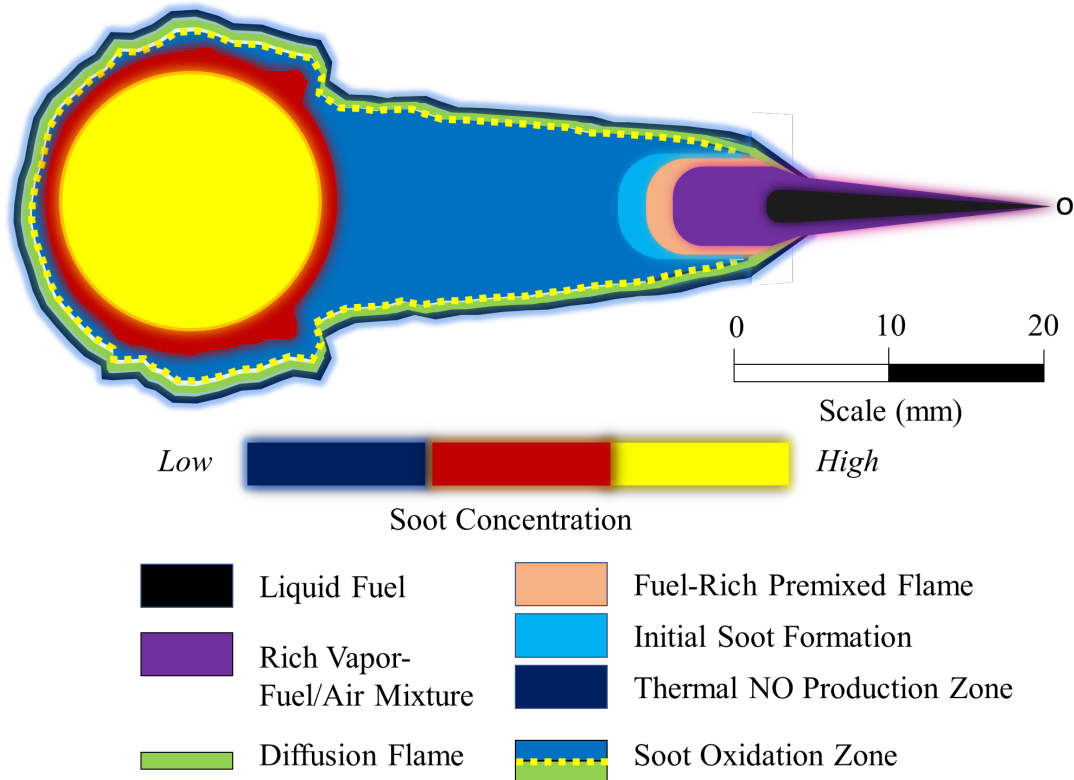 O
0 10 20
Scale (mm)
Low High
Soot Concentration
Liquid Fuel
Rich Vapor-
Fuel/Air Mixture
Diffusion Flame
Fuel-Rich Premixed Flame
Initial Soot Formation
Thermal NO Production Zone
Soot Oxidation Zone